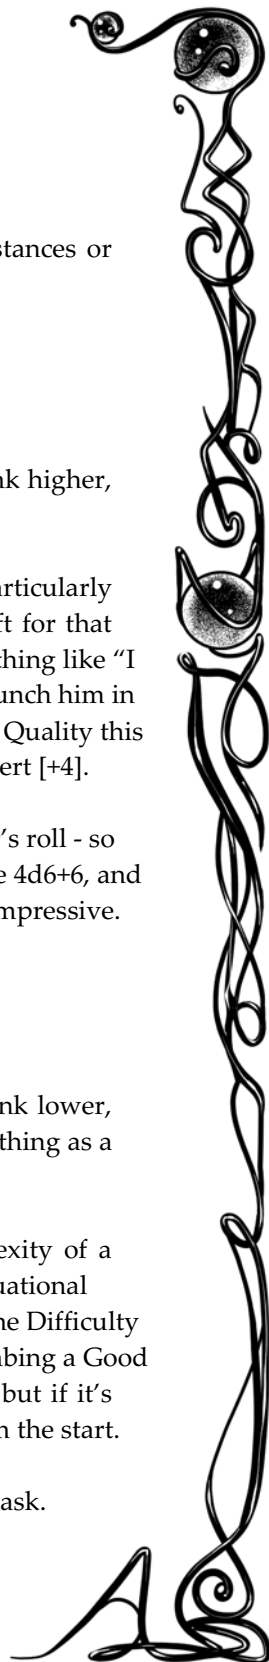 stances or
nk higher,
articularly
ft for that
thing like “I
unch him in
Quality this
ert [+4].
’s roll - so
e 4d6+6, and
mpressive.
nk lower,
thing as a
exity of a
uational
he Difficulty
bing a Good
but if it’s
n the start.
ask.